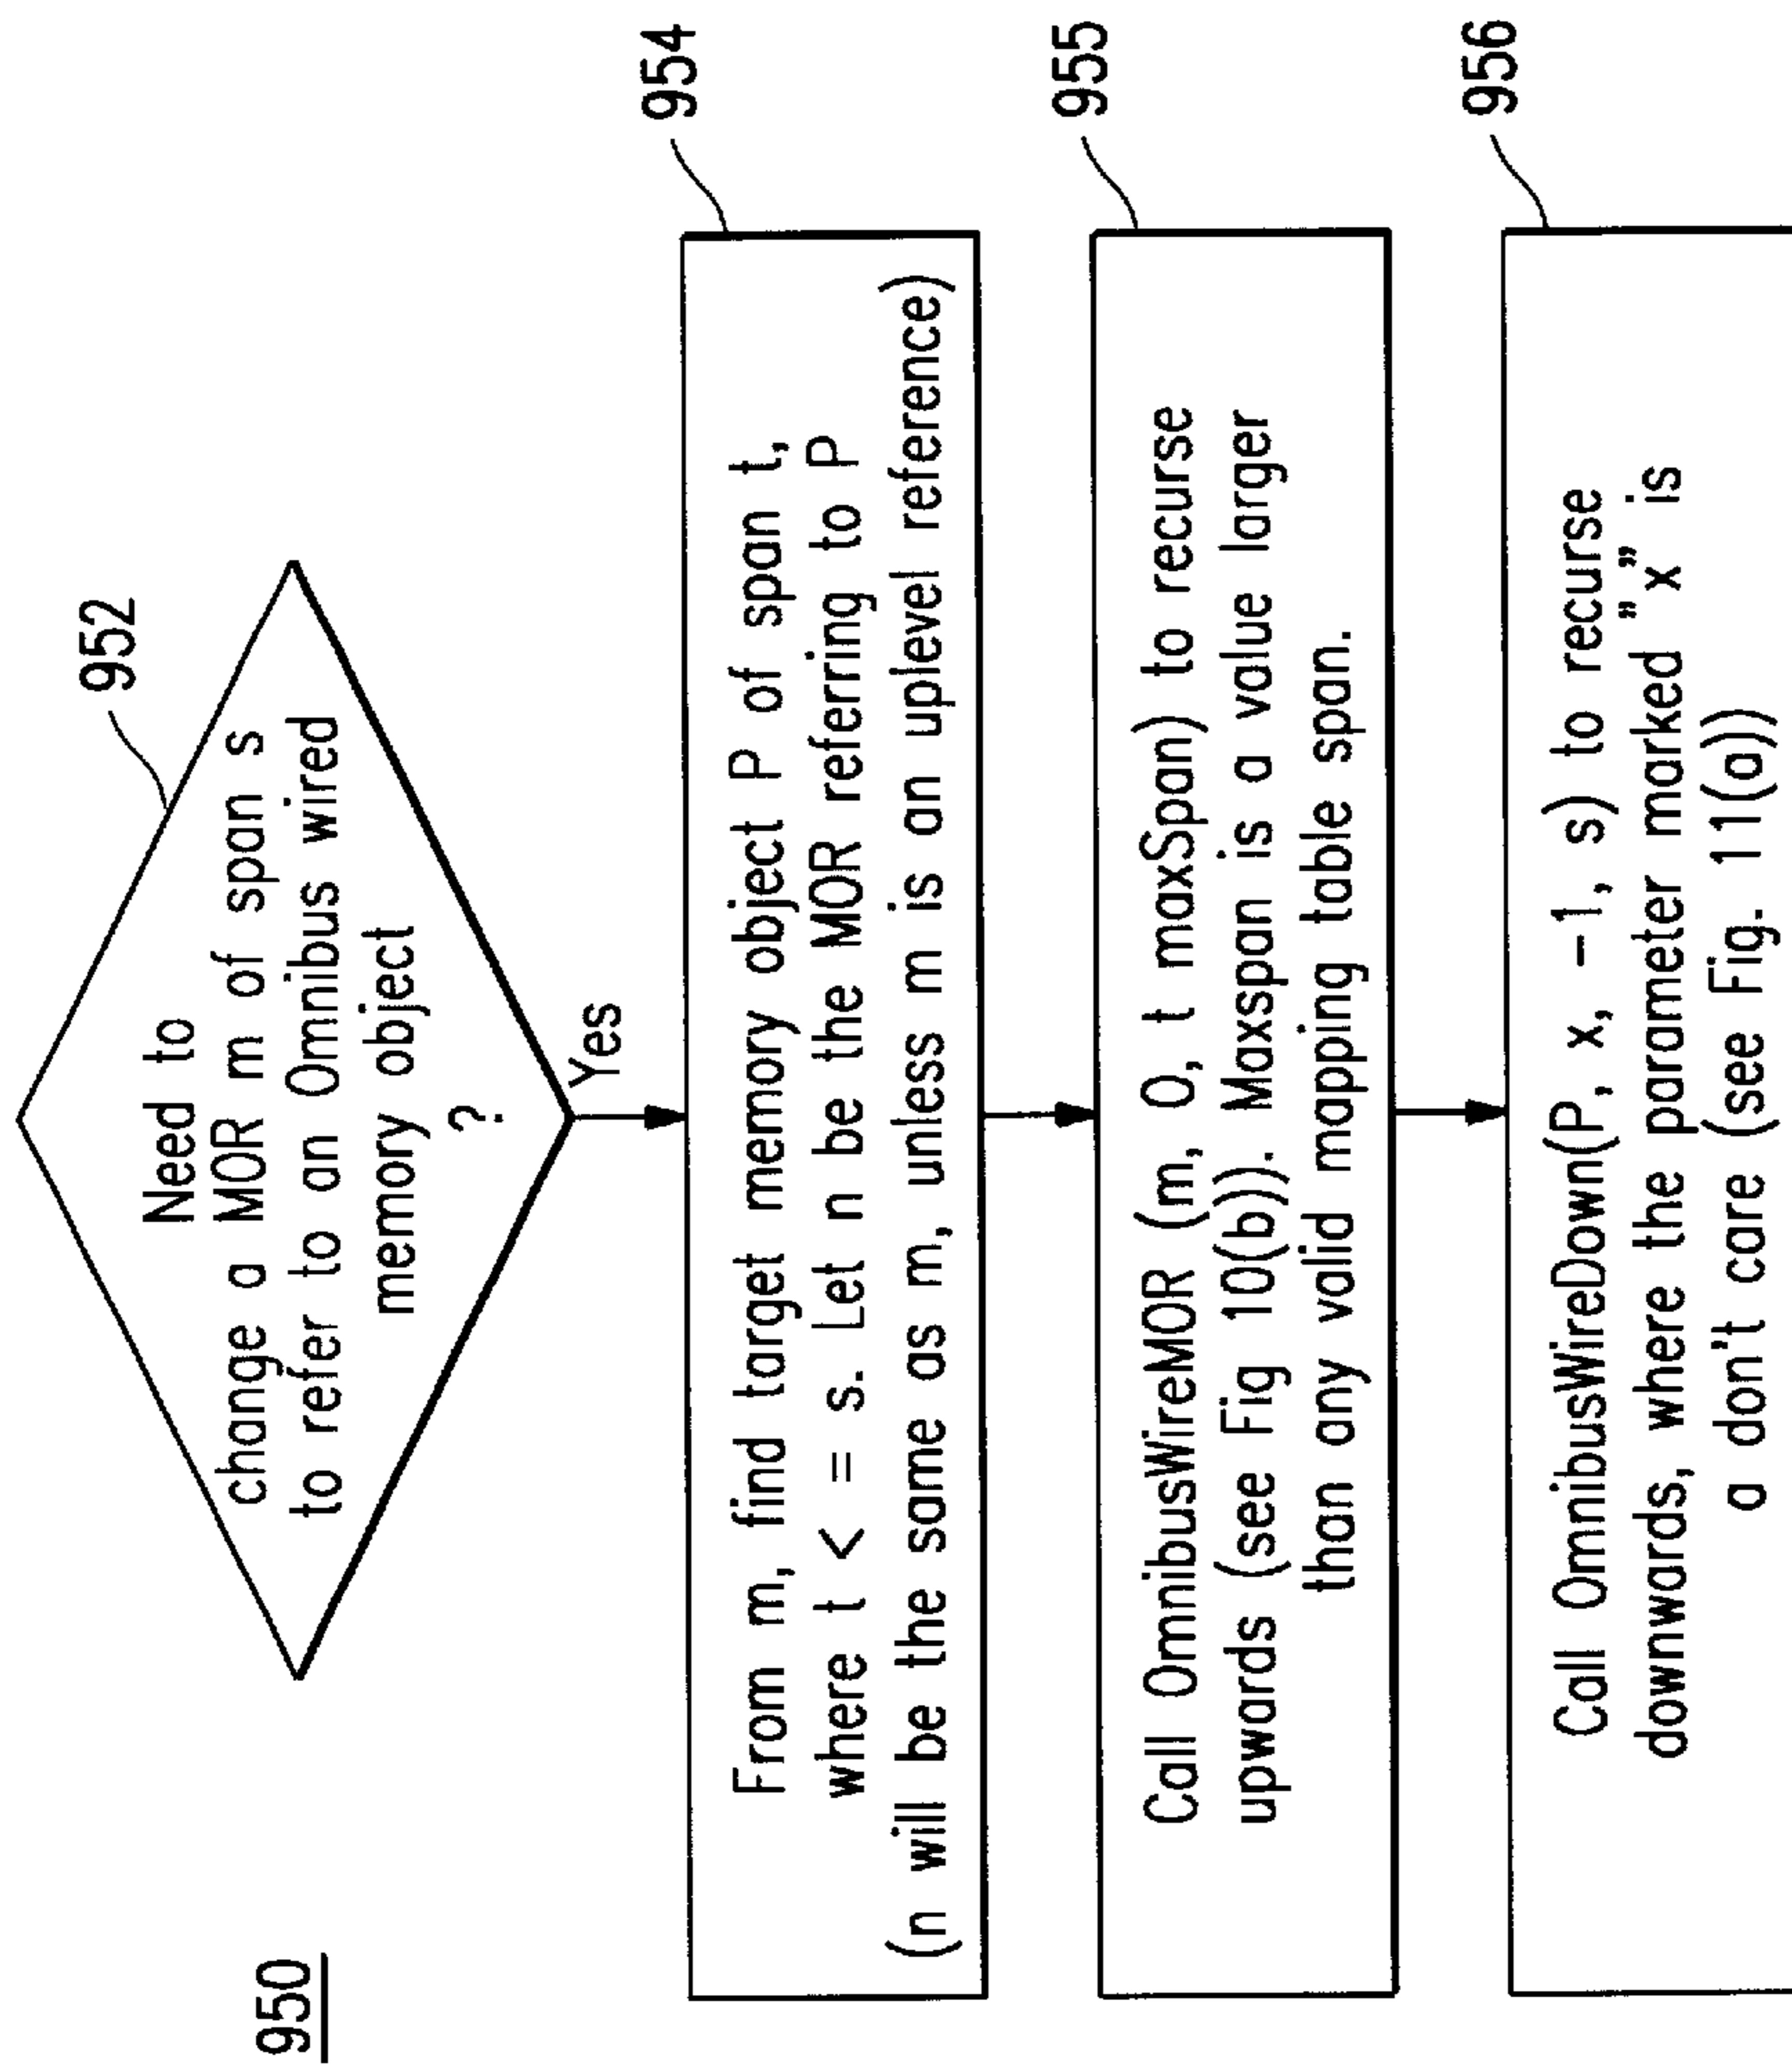 950
952
Need to
change a MOR m of span s
to refer to an Omnibus wired
memory object
?
Yes
954
From m, find target memory object P of span t,
where t < = s. Let n be the MOR referring to P
(n will be the same as m, unless m is an uplevel reference)
955
Call OmnibusWireMOR (m, O, t maxSpan) to recurse
upwards (see Fig 10(b)). Maxspan is a value larger
than any valid mapping table span.
956
Call OmnibusWireDown(P, x, -1, s) to recurse
downwards, where the parameter marked "x" is
a don't care (see Fig. 11(a))